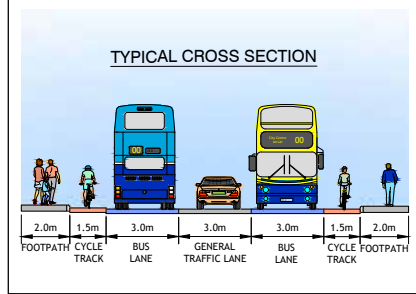 TYPICAL CROSS SECTION
00
00
2.0m 1.5m 3.0m 3.0m 3.0m 1.5m 2.0m
FOOTPATH CYCLE TRACK BUS LANE GENERAL TRAFFIC LANE BUS LANE CYCLE TRACK FOOTPATH